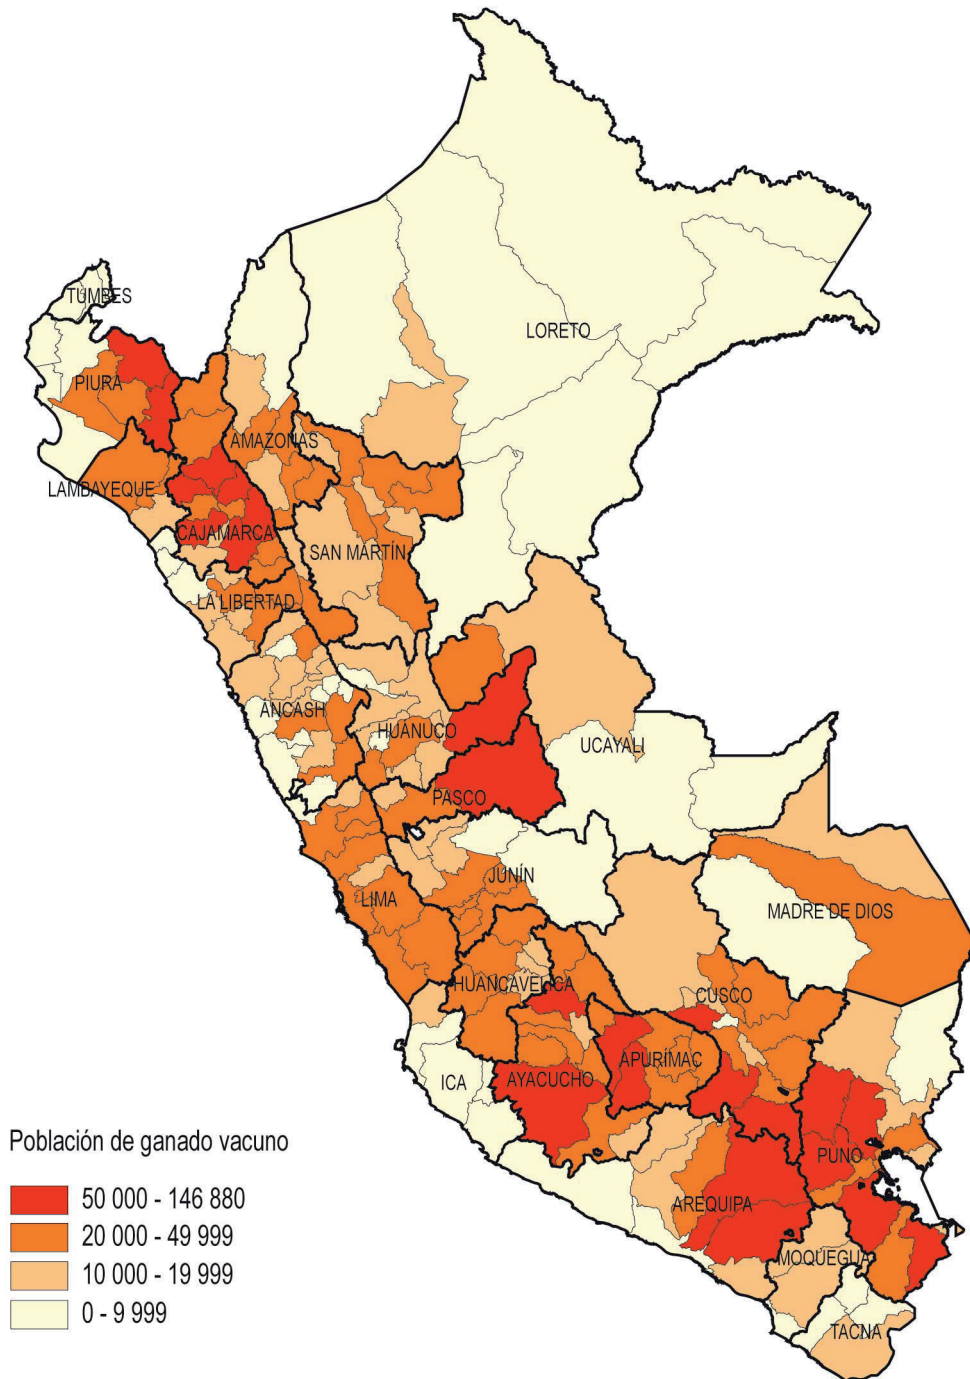 TUMBES
LORETO
PIURA
AMAZONAS
LAMBAYEQUE
CAJAMARCA
SAN MARTÍN
LA LIBERTAD
ANCASH
HUANUCO
UCAYALI
PASCO
JUNÍN
LIMA
MADRE DE DIOS
HUANCAVELICA
CUSCO
APURÍMAC
ICA
AYACUCHO
PUNO
AREQUIPA
MOQUEGUA
TACNA
Población de ganado vacuno
50 000 - 146 880
20 000 - 49 999
10 000 - 19 999
0 - 9 999